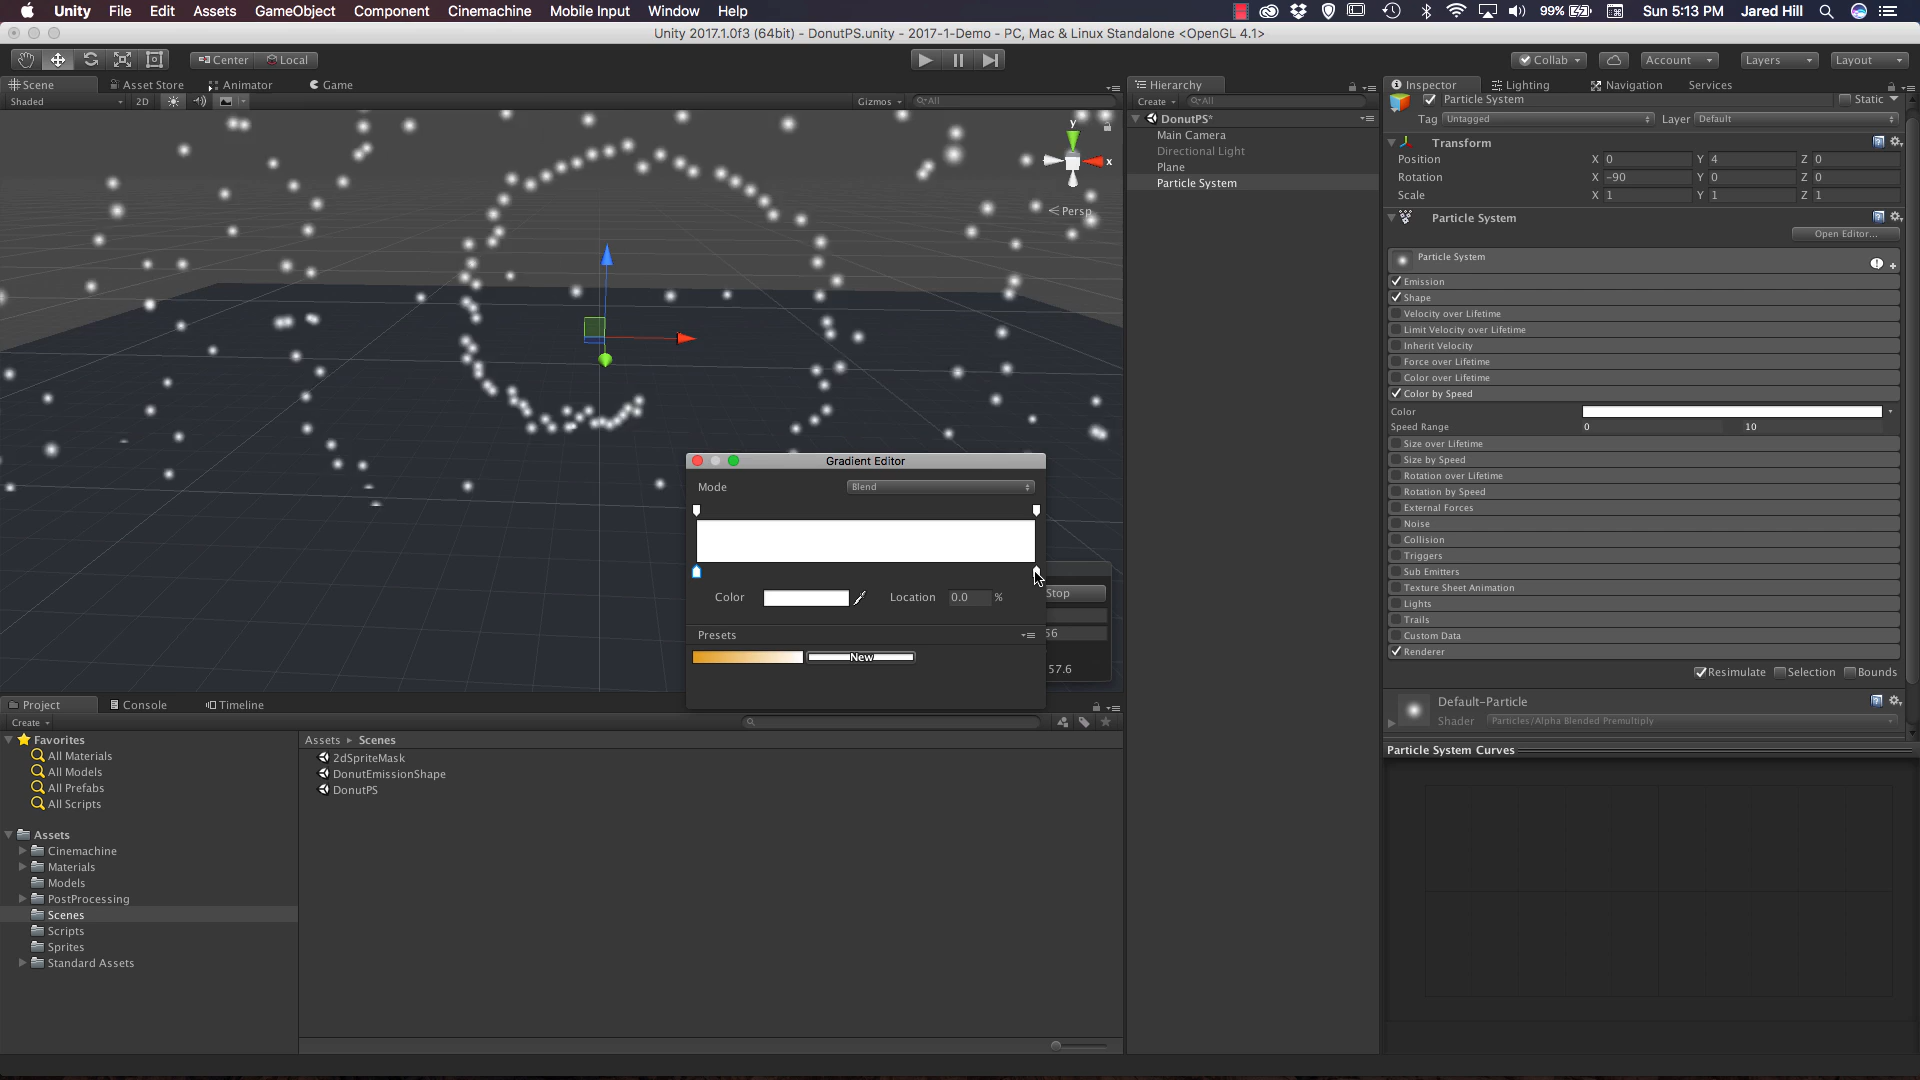 Unity File Edit Assets GameObject Component Cinemachine Mobile Input Window Help 99% Sun 5:13 PM Jared Hill
Unity 2017.1.0f3 (64bit) - DonutPS.unity - 2017-1-Demo - PC, Mac & Linux Standalone <OpenGL 4.1>
Center Local Collab Account Layers Layout
Scene Asset Store Animator Game
Shaded 2D Gizmos All
y
x
Persp
Hierarchy
Create All
DonutPS*
Main Camera
Directional Light
Plane
Particle System
Inspector Lighting Navigation Services
Particle System Static
Tag Untagged Layer Default
Transform
Position X 0 Y 4 Z 0
Rotation X -90 Y 0 Z 0
Scale X 1 Y 1 Z 1
Particle System
Open Editor...
Particle System
Emission
Shape
Velocity over Lifetime
Limit Velocity over Lifetime
Inherit Velocity
Force over Lifetime
Color over Lifetime
Color by Speed
Color
Speed Range 0 10
Size over Lifetime
Size by Speed
Rotation over Lifetime
Rotation by Speed
External Forces
Noise
Collision
Triggers
Sub Emitters
Texture Sheet Animation
Lights
Trails
Custom Data
Renderer
Resimulate Selection Bounds
Default-Particle
Shader Particles/Alpha Blended Premultiply
Particle System Curves
Gradient Editor
Mode Blend
Color Location 0.0 %
Presets
New
Stop
56
57.6
Project Console Timeline
Create
Favorites
All Materials
All Models
All Prefabs
All Scripts
Assets
Cinemachine
Materials
Models
PostProcessing
Scenes
Scripts
Sprites
Standard Assets
Assets Scenes
2dSpriteMask
DonutEmissionShape
DonutPS